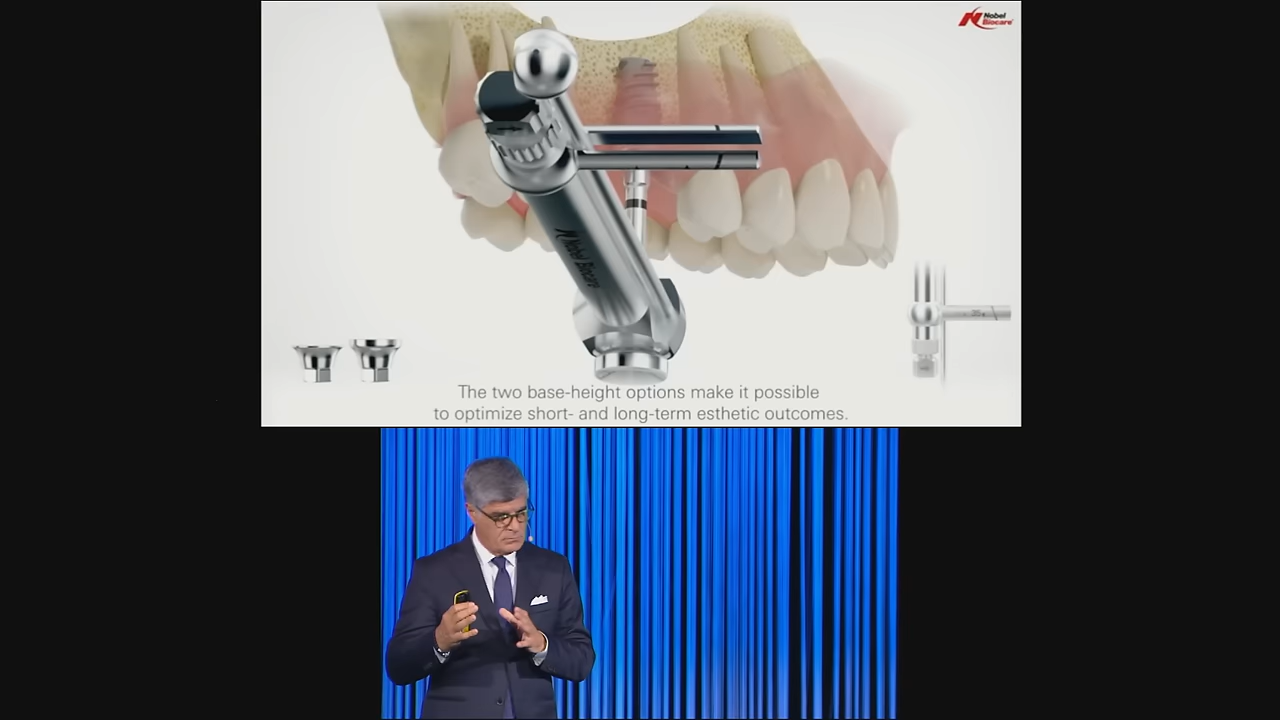 Nobel
Biocare
Nobel Biocare
The two base-height options make it possible
to optimize short- and long-term esthetic outcomes.